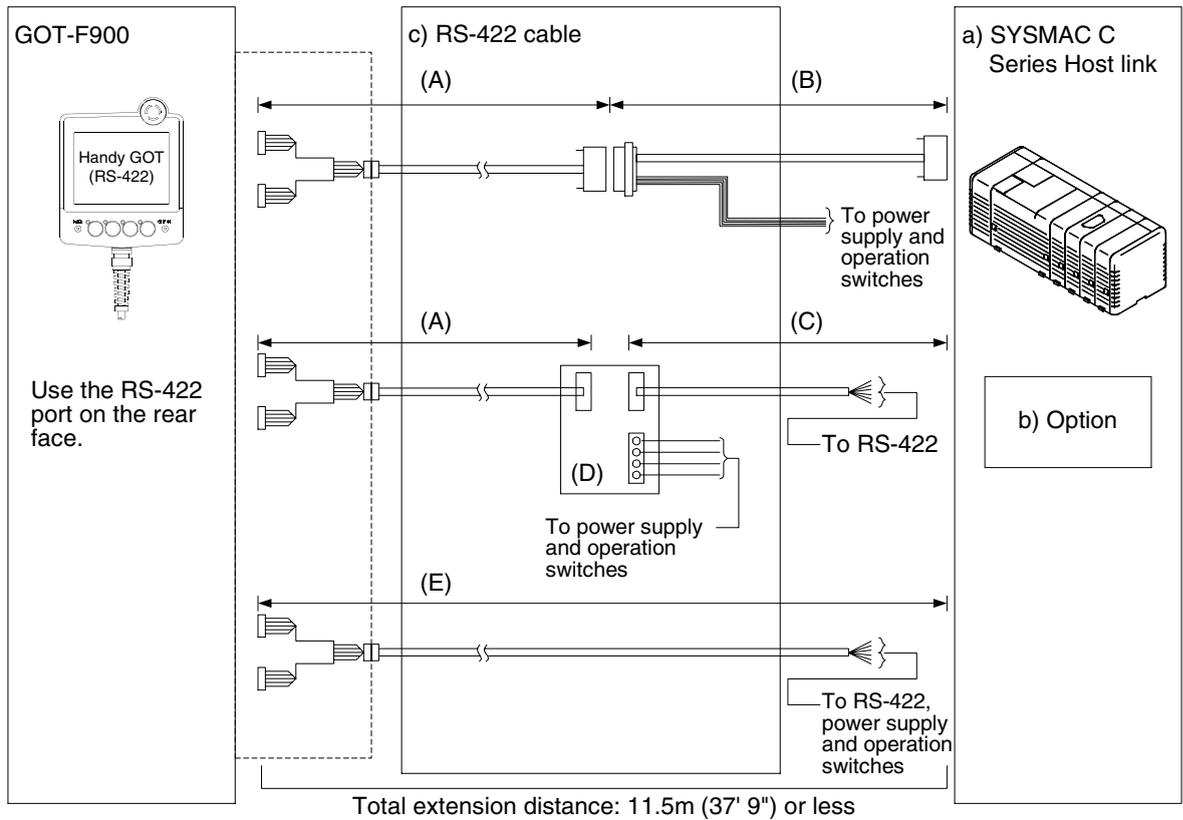 GOT-F900
Handy GOT
(RS-422)
Use the RS-422
port on the rear
face.
c) RS-422 cable
(A)
(B)
To power
supply and
operation
switches
(A)
(C)
(D)
To RS-422
To power supply
and operation
switches
(E)
To RS-422,
power supply
and operation
switches
Total extension distance: 11.5m (37' 9") or less
a) SYSMAC C
Series Host link
b) Option